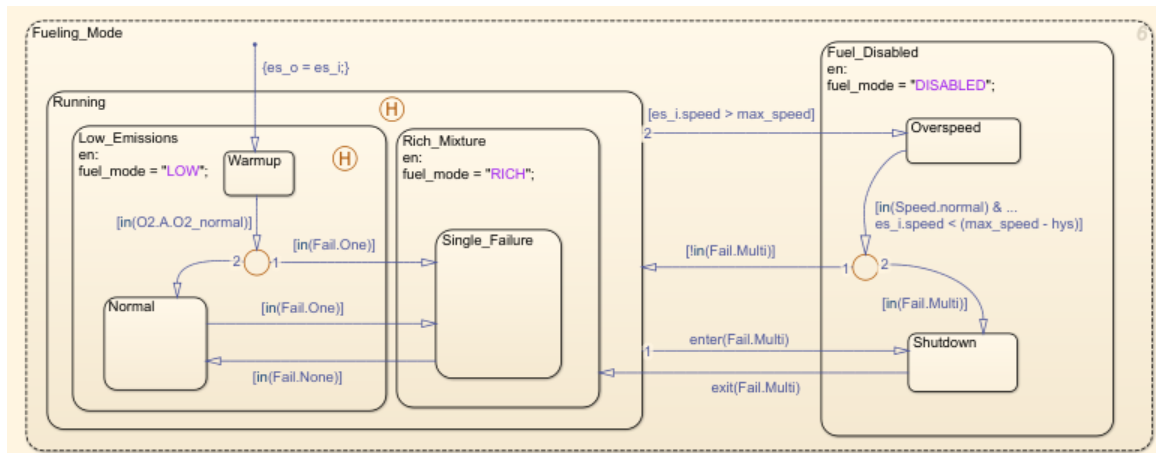 Fueling_Mode
6
{es_o = es_i;}
Running
H
Low_Emissions
en:
fuel_mode = "LOW";
Warmup
H
Rich_Mixture
en:
fuel_mode = "RICH";
[in(O2.A.O2_normal)]
2
1
[in(Fail.One)]
Single_Failure
Normal
[in(Fail.One)]
[in(Fail.None)]
[es_i.speed > max_speed]
2
[!in(Fail.Multi)]
1
enter(Fail.Multi)
exit(Fail.Multi)
Fuel_Disabled
en:
fuel_mode = "DISABLED";
Overspeed
[in(Speed.normal) & ...
es_i.speed < (max_speed - hys)]
1
2
[in(Fail.Multi)]
Shutdown